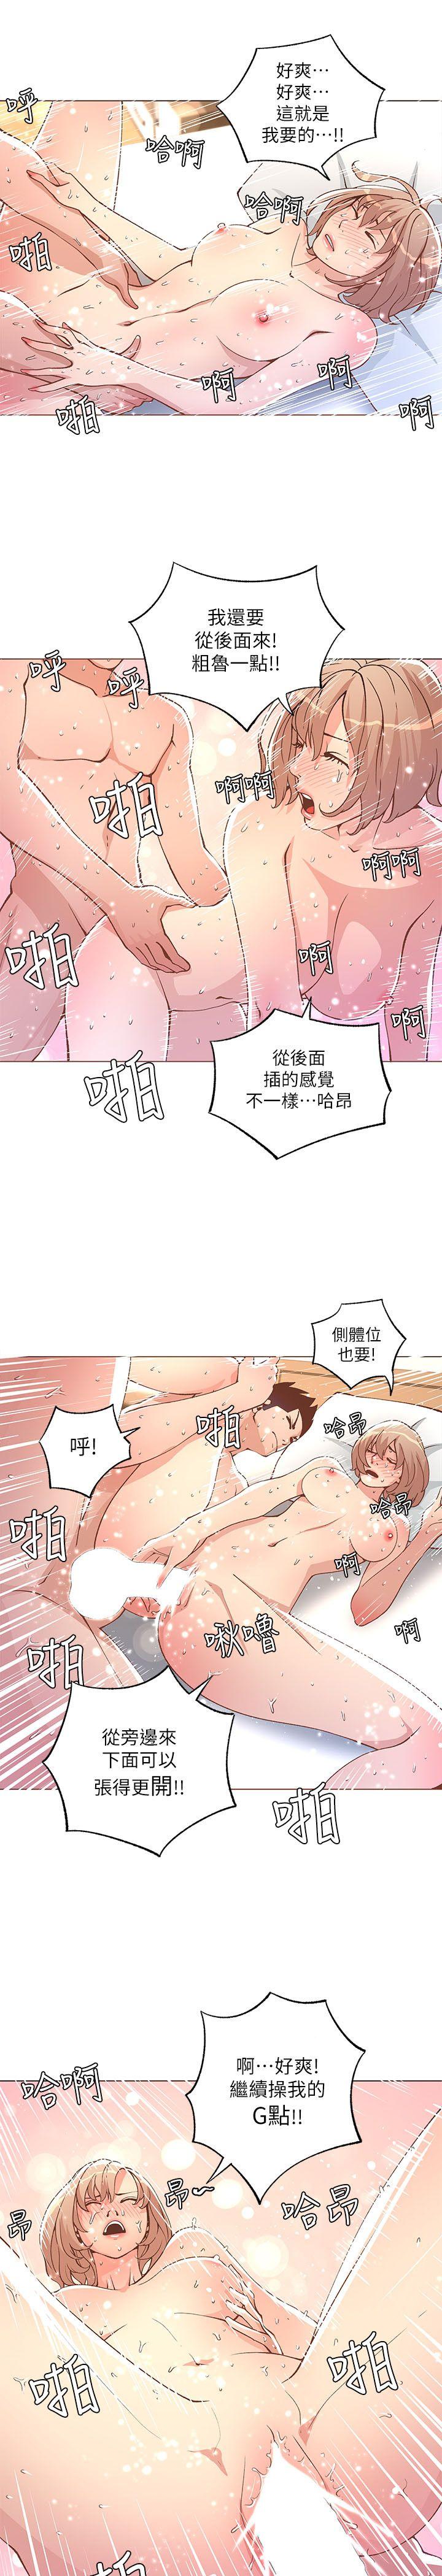 好爽⋯
好爽⋯
這就是
我要的⋯!!
呼
哈啊
哈啊
啪
啊
啊
啪
啊
我還要
從後面來!
粗魯一點!!
呼
呼
啊啊
啪
啊啊
啪
啊
啊
啪
從後面
插的感覺
不一樣⋯哈昂
側體位
也要!
呼!
啪
哈昂
哈昂
啪
啊
啾嚕
啊
啪
從旁邊來
下面可以
張得更開!!
啪
啊⋯好爽!
繼續操我的
G點!!
哈啊
昂~
昂
哈昂
啪
啪
啪